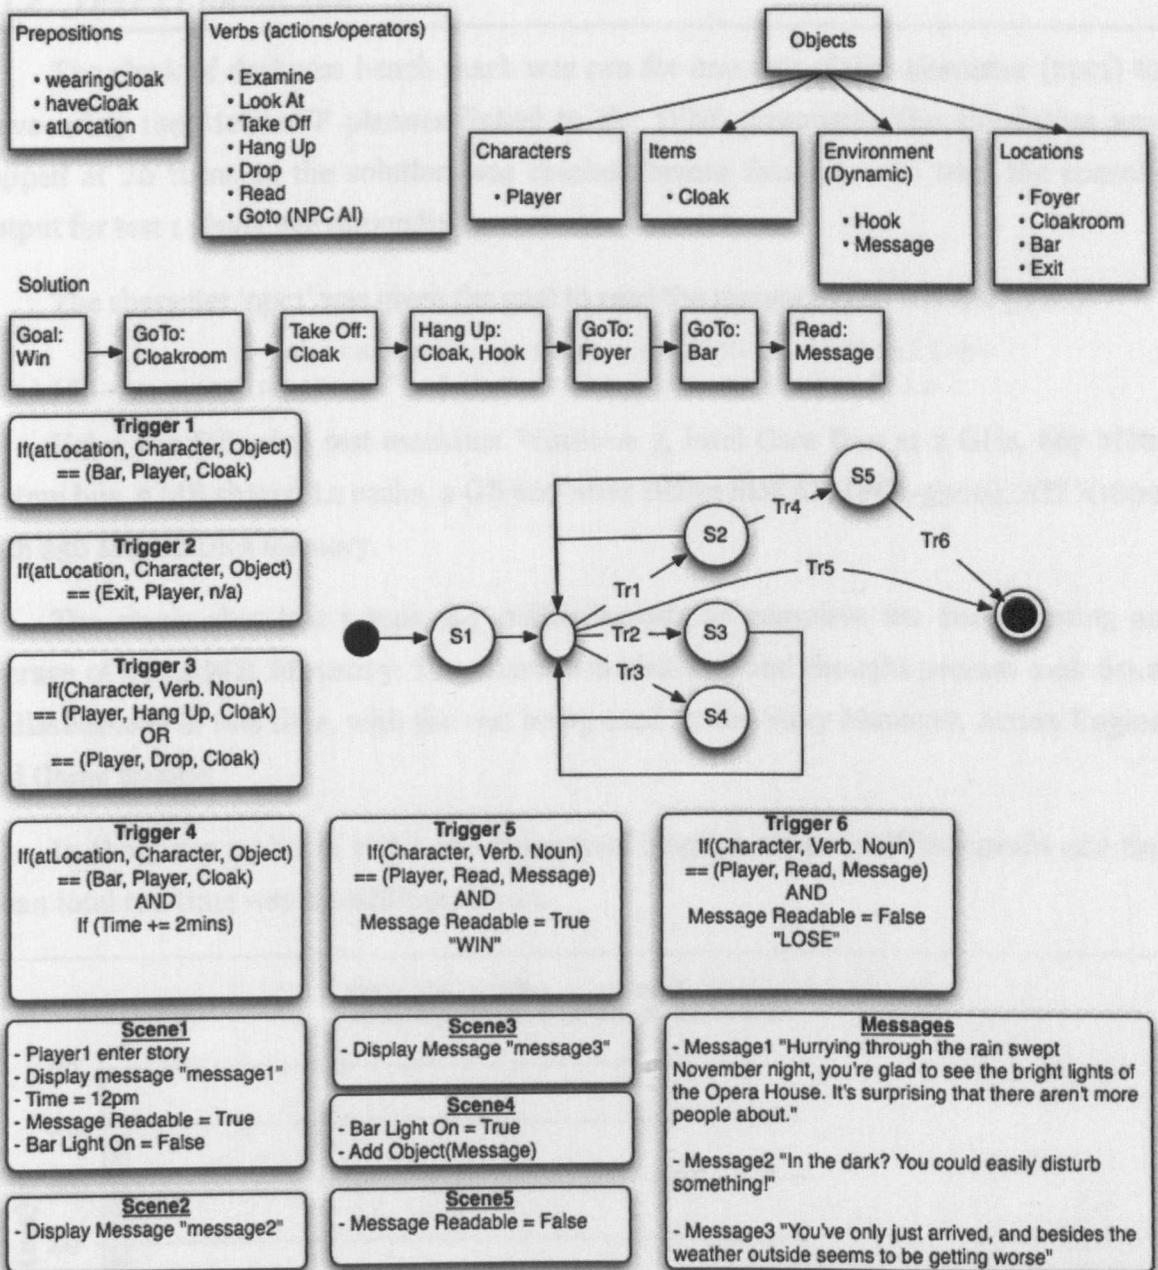 Prepositions
• wearingCloak
• haveCloak
• atLocation
Verbs (actions/operators)
• Examine
• Look At
• Take Off
• Hang Up
• Drop
• Read
• Goto (NPC AI)
Objects
Characters
• Player
Items
• Cloak
Environment
(Dynamic)
• Hook
• Message
Locations
• Foyer
• Cloakroom
• Bar
• Exit
Solution
Goal:
Win
GoTo:
Cloakroom
Take Off:
Cloak
Hang Up:
Cloak, Hook
GoTo:
Foyer
GoTo:
Bar
Read:
Message
Trigger 1
If(atLocation, Character, Object)
== (Bar, Player, Cloak)
Trigger 2
If(atLocation, Character, Object)
== (Exit, Player, n/a)
Trigger 3
If(Character, Verb. Noun)
== (Player, Hang Up, Cloak)
OR
== (Player, Drop, Cloak)
S1
S2
S3
S4
S5
Tr1
Tr2
Tr3
Tr4
Tr5
Tr6
Trigger 4
If(atLocation, Character, Object)
== (Bar, Player, Cloak)
AND
If (Time += 2mins)
Trigger 5
If(Character, Verb. Noun)
== (Player, Read, Message)
AND
Message Readable = True
"WIN"
Trigger 6
If(Character, Verb. Noun)
== (Player, Read, Message)
AND
Message Readable = False
"LOSE"
Scene1
- Player1 enter story
- Display message "message1"
- Time = 12pm
- Message Readable = True
- Bar Light On = False
Scene2
- Display Message "message2"
Scene3
- Display Message "message3"
Scene4
- Bar Light On = True
- Add Object(Message)
Scene5
- Message Readable = False
Messages
- Message1 "Hurrying through the rain swept
November night, you're glad to see the bright lights of
the Opera House. It's surprising that there aren't more
people about."
- Message2 "In the dark? You could easily disturb
something!"
- Message3 "You've only just arrived, and besides the
weather outside seems to be getting worse"